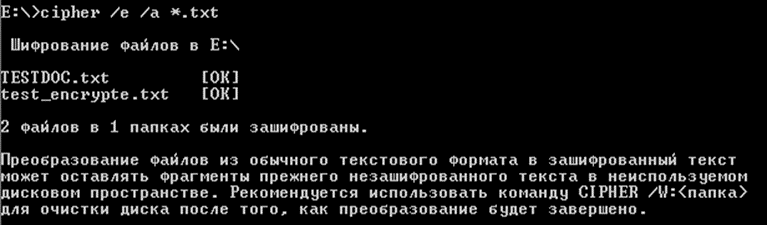 E:\>cipher /e /a *.txt
Шифрование файлов в E:\
TESTDOC.txt [OK]
test_encrypte.txt [OK]
2 файлов в 1 папках были зашифрованы.
Преобразование файлов из обычного текстового формата в зашифрованный текст
может оставлять фрагменты прежнего незашифрованного текста в неиспользуемом
дисковом пространстве. Рекомендуется использовать команду CIPHER /W:<папка>
для очистки диска после того, как преобразование будет завершено.